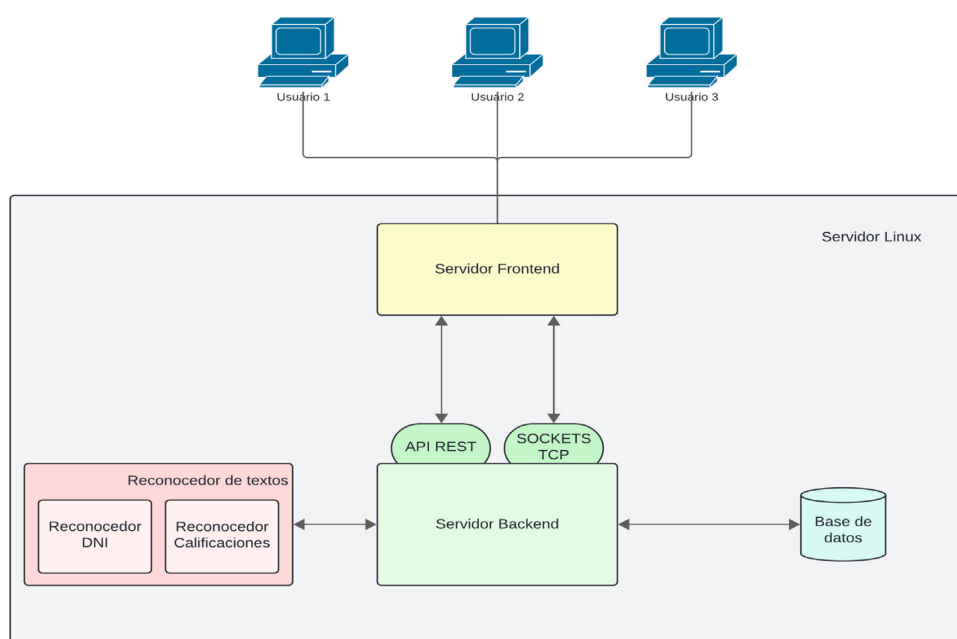 Usuário 1
Usuário 2
Usuário 3
Servidor Linux
Servidor Frontend
API REST
SOCKETS
TCP
Reconocedor de textos
Reconocedor
DNI
Reconocedor
Calificaciones
Servidor Backend
Base de
datos